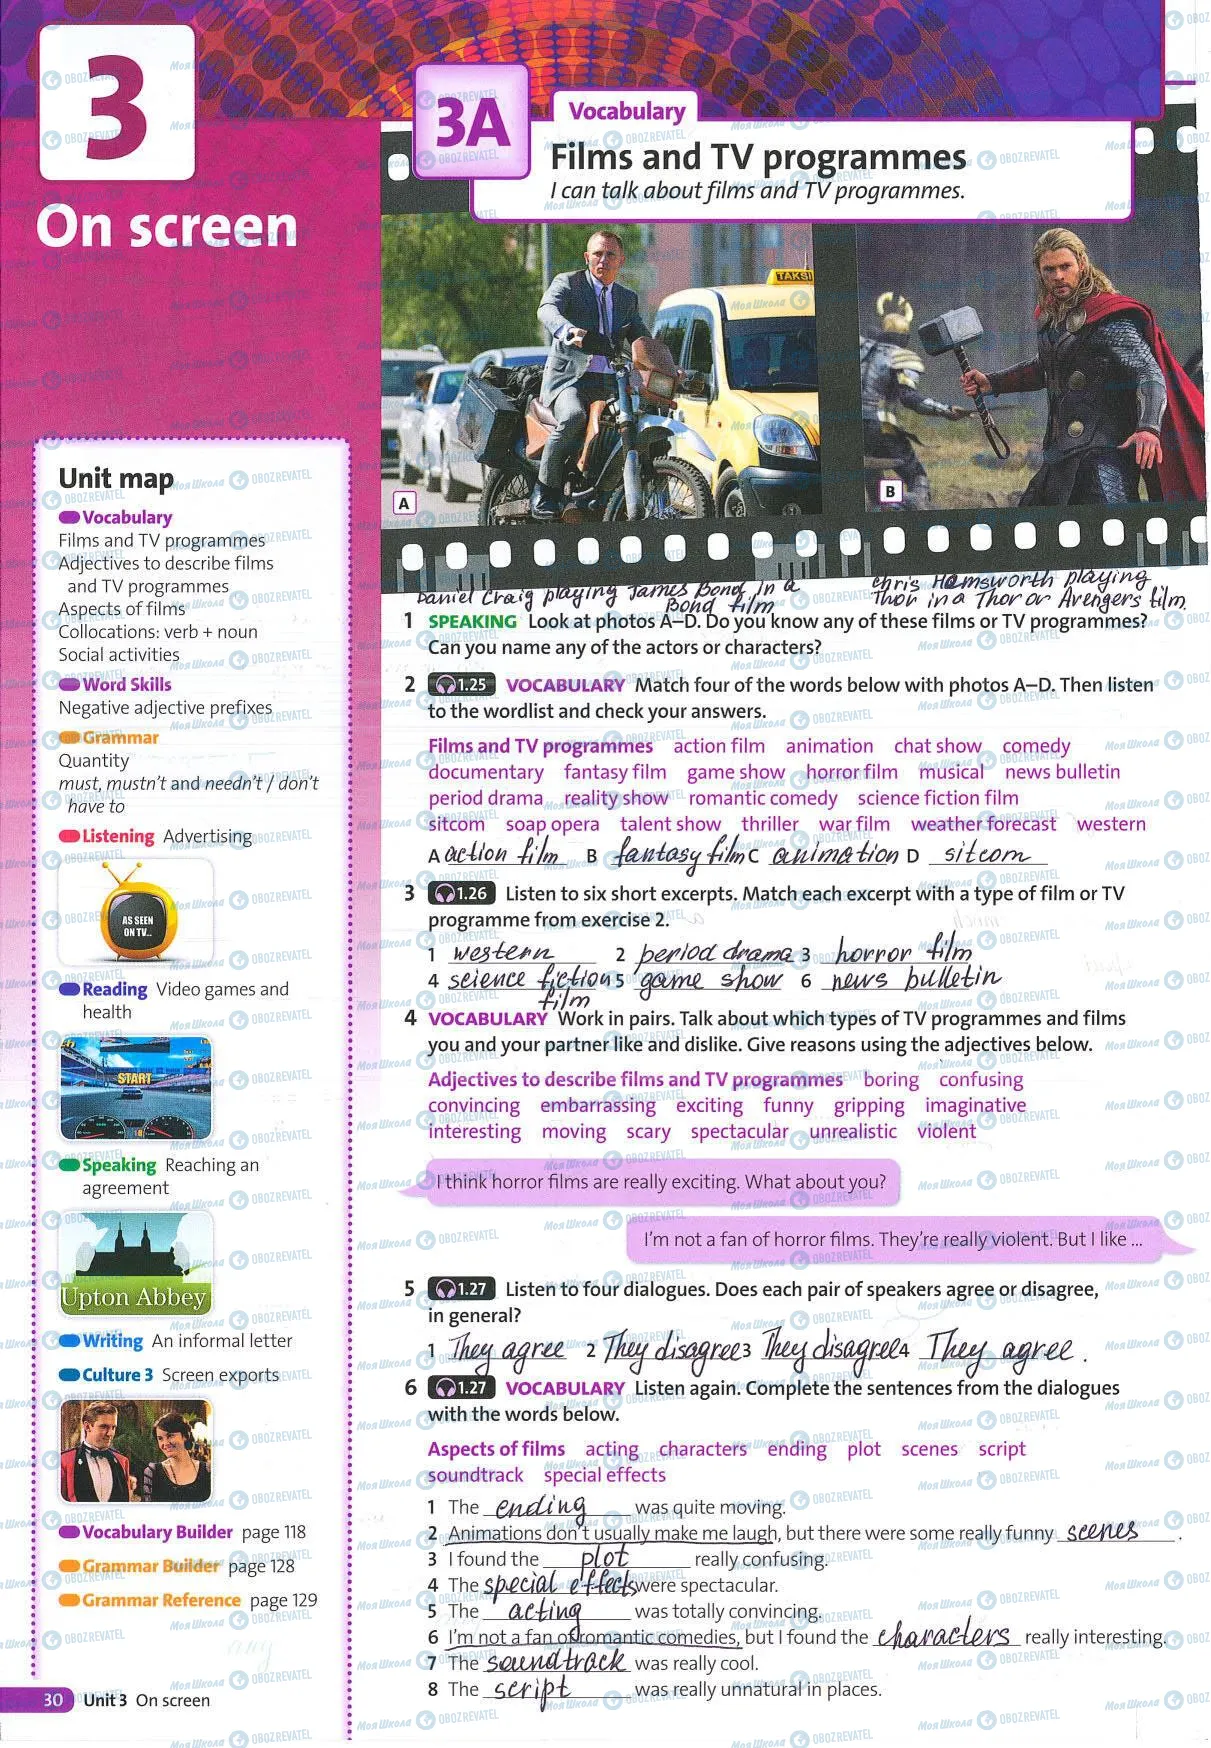 3
On screen
3A
Vocabulary
Films and TV programmes
I can talk about films and TV programmes.
TAKSİ
A
B
Unit map
Vocabulary
Films and TV programmes
Adjectives to describe films
and TV programmes
Aspects of films
Collocations: verb + noun
Social activities
Word Skills
Negative adjective prefixes
Grammar
Quantity
must, mustn't and needn't / don't
have to
Listening Advertising
AS SEEN
ON TV...
Reading Video games and
health
START
Speaking Reaching an
agreement
Upton Abbey
Writing An informal letter
Culture 3 Screen exports
Vocabulary Builder page 118
Grammar Builder page 128
Grammar Reference page 129
30 Unit 3 On screen
Daniel Craig playing James Bond in a
Bond film
Chris Hemsworth playing
Thor in a Thor or Avengers film.
1 SPEAKING Look at photos A–D. Do you know any of these films or TV programmes?
Can you name any of the actors or characters?
2 1.25 VOCABULARY Match four of the words below with photos A–D. Then listen
to the wordlist and check your answers.
Films and TV programmes action film animation chat show comedy
documentary fantasy film game show horror film musical news bulletin
period drama reality show romantic comedy science fiction film
sitcom soap opera talent show thriller war film weather forecast western
A action film B fantasy film C animation D sitcom
3 1.26 Listen to six short excerpts. Match each excerpt with a type of film or TV
programme from exercise 2.
1 western 2 period drama 3 horror film
4 science fiction 5 game show 6 news bulletin
film
4 VOCABULARY Work in pairs. Talk about which types of TV programmes and films
you and your partner like and dislike. Give reasons using the adjectives below.
Adjectives to describe films and TV programmes boring confusing
convincing embarrassing exciting funny gripping imaginative
interesting moving scary spectacular unrealistic violent
I think horror films are really exciting. What about you?
I'm not a fan of horror films. They're really violent. But I like ...
5 1.27 Listen to four dialogues. Does each pair of speakers agree or disagree,
in general?
1 They agree 2 They disagree 3 They disagree 4 They agree.
6 1.27 VOCABULARY Listen again. Complete the sentences from the dialogues
with the words below.
Aspects of films acting characters ending plot scenes script
soundtrack special effects
1 The ending was quite moving.
2 Animations don't usually make me laugh, but there were some really funny scenes.
3 I found the plot really confusing.
4 The special effects were spectacular.
5 The acting was totally convincing.
6 I'm not a fan of romantic comedies, but I found the characters really interesting.
7 The soundtrack was really cool.
8 The script was really unnatural in places.
Моя Школа OBOZREVATEL